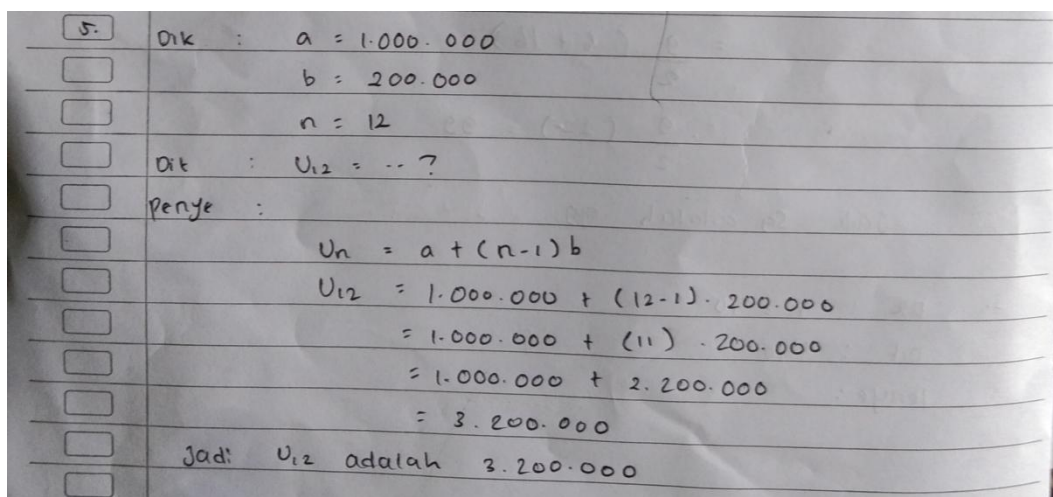 5. Dik : a = 1.000.000
b = 200.000
n = 12
Dit : U12 = -- ?
Penye :
Un = a + (n-1) b
U12 = 1.000.000 + (12-1). 200.000
= 1.000.000 + (11) . 200.000
= 1.000.000 + 2.200.000
= 3.200.000
Jadi U12 adalah 3.200.000